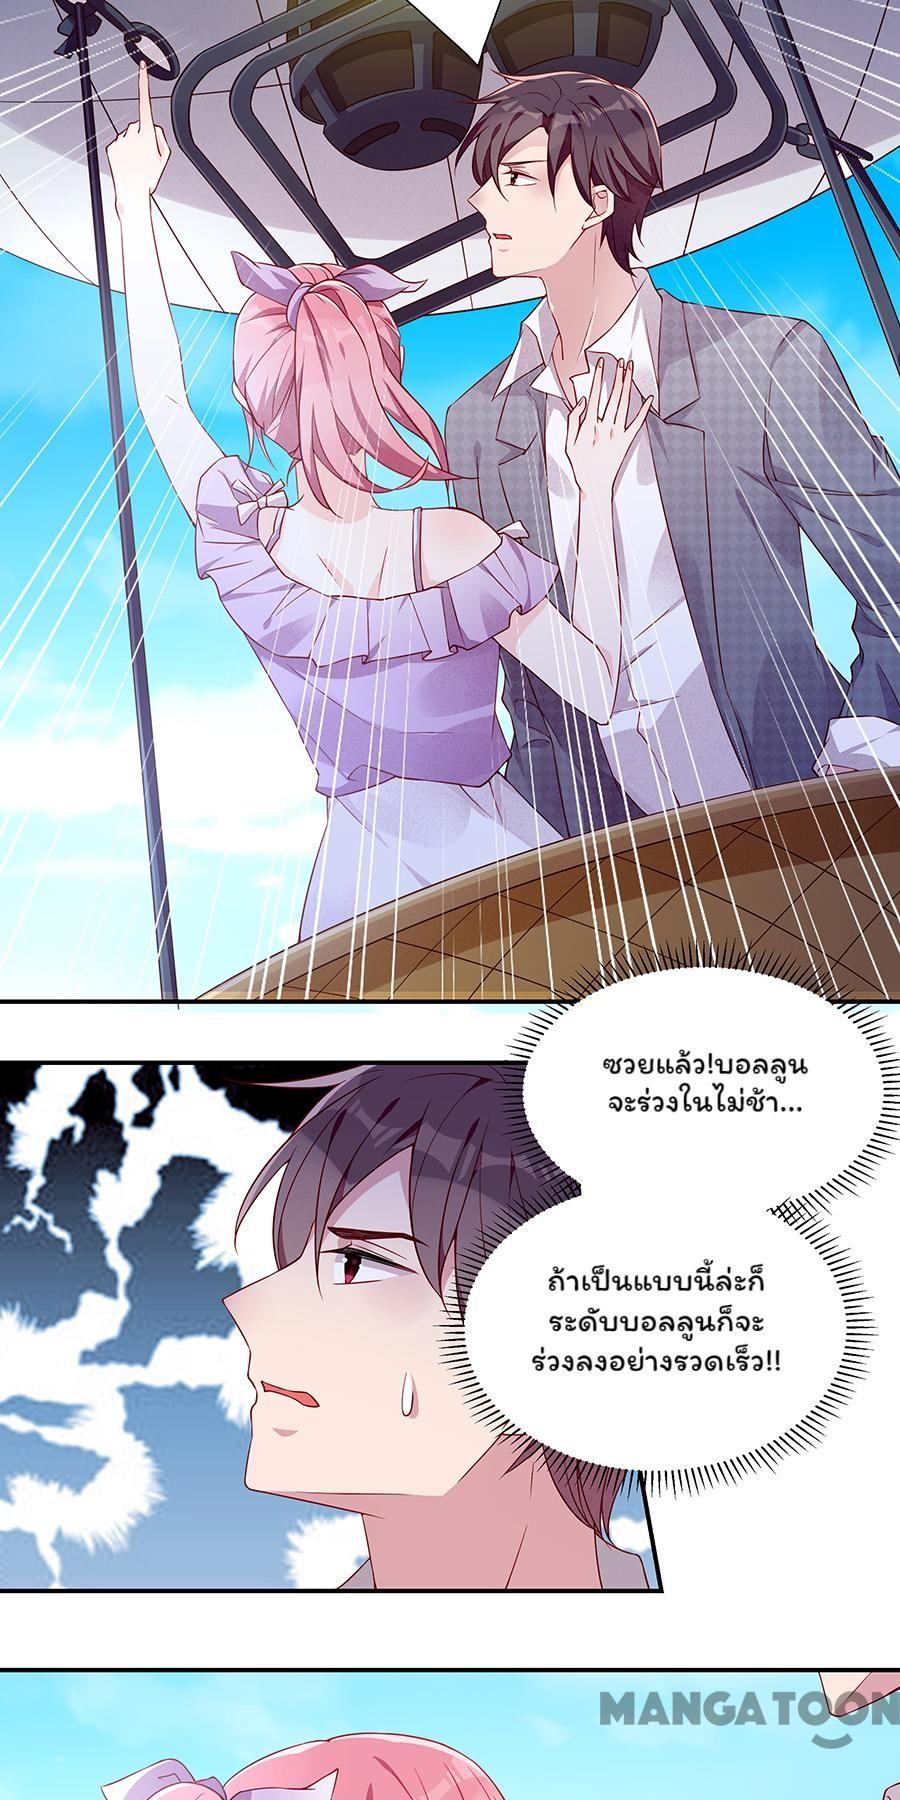 ซวยแล้ว!บอลลูน
จะร่วงในไม่ช้า...
ถ้าเป็นแบบนี้ล่ะก็
ระดับบอลลูนก็จะ
ร่วงลงอย่างรวดเร็ว!!
MANGATOON